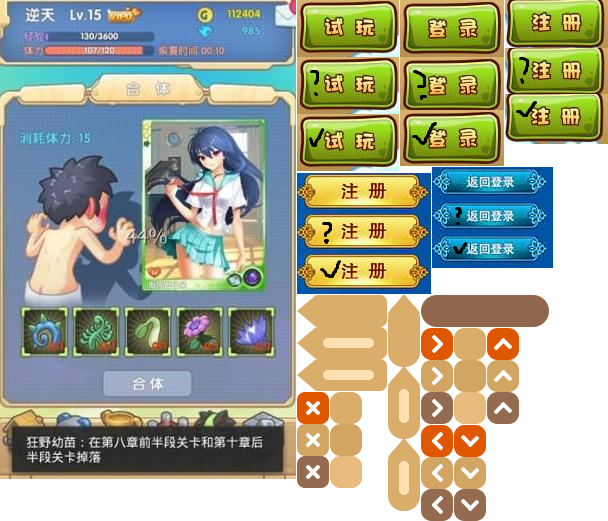 逆天 Lv.15 VIP0 112404
经验 130/3600 985
体力 107/120 恢复时间 00:10
合体
消耗体力: 15
44%
合体
狂野幼苗：在第八章前半段关卡和第十章后
半段关卡掉落
试玩 登录 注册
? 试玩 ? 登录 ? 注册
试玩 登录 注册
注册 返回登录
? 注册 ? 返回登录
注册 返回登录